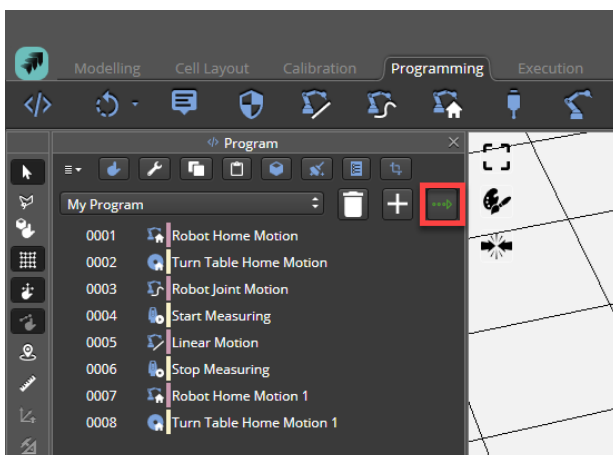 Modelling Cell Layout Calibration Programming Execution
</> Program
My Program
0001 Robot Home Motion
0002 Turn Table Home Motion
0003 Robot Joint Motion
0004 Start Measuring
0005 Linear Motion
0006 Stop Measuring
0007 Robot Home Motion 1
0008 Turn Table Home Motion 1